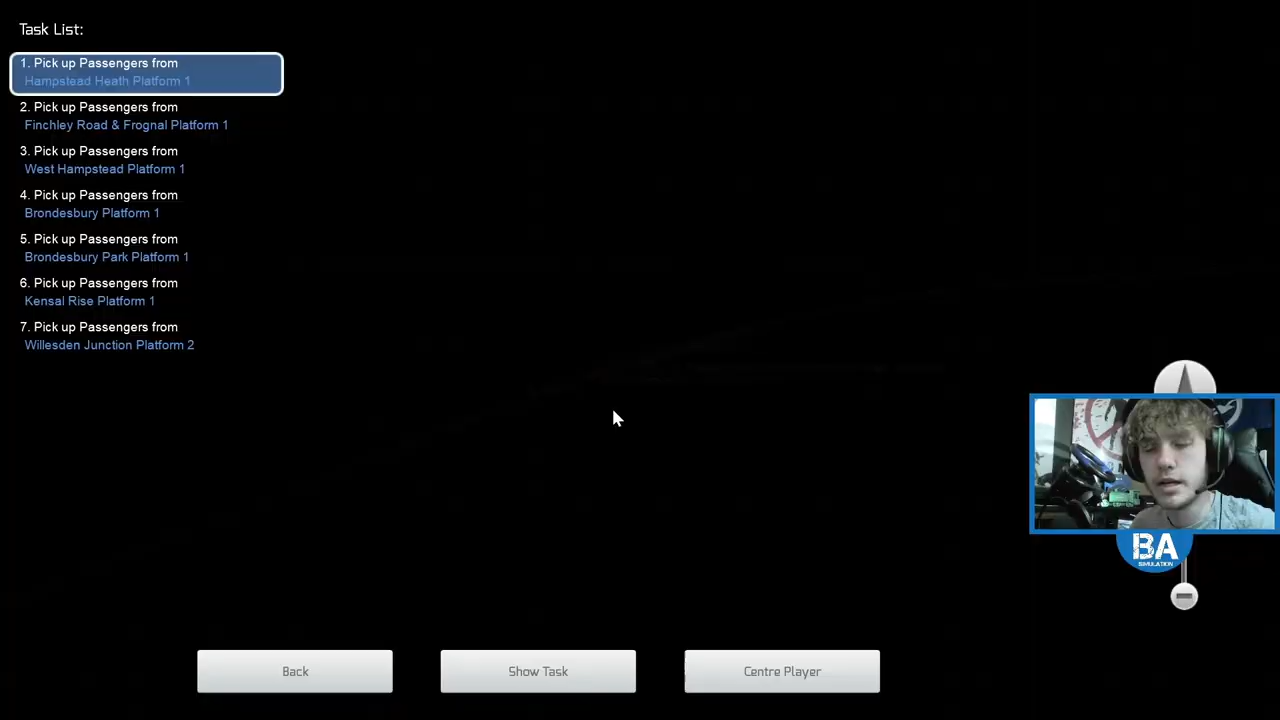 Task List:
1. Pick up Passengers from
Hampstead Heath Platform 1
2. Pick up Passengers from
Finchley Road & Frognal Platform 1
3. Pick up Passengers from
West Hampstead Platform 1
4. Pick up Passengers from
Brondesbury Platform 1
5. Pick up Passengers from
Brondesbury Park Platform 1
6. Pick up Passengers from
Kensal Rise Platform 1
7. Pick up Passengers from
Willesden Junction Platform 2
BA
SIMULATION
Back
Show Task
Centre Player